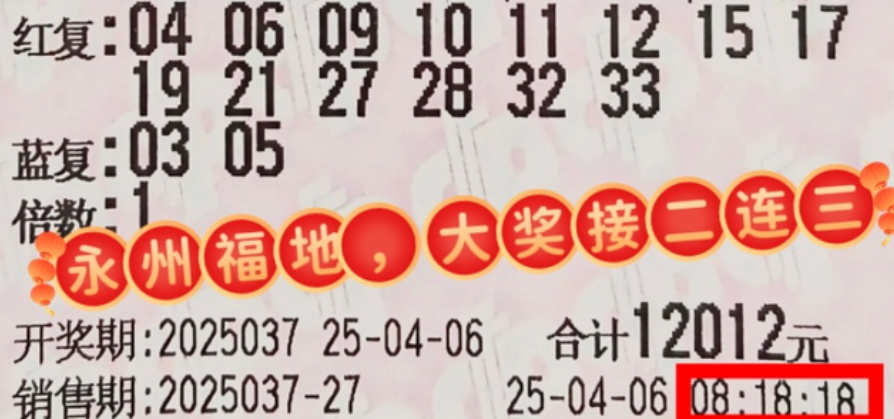 红复:04 06 09 10 11 12 15 17
19 21 27 28 32 33
蓝复:03 05
倍数:1
永州福地，大奖接二连三
开奖期:2025037 25-04-06 合计12012元
销售期:2025037-27 25-04-06 08:18:18